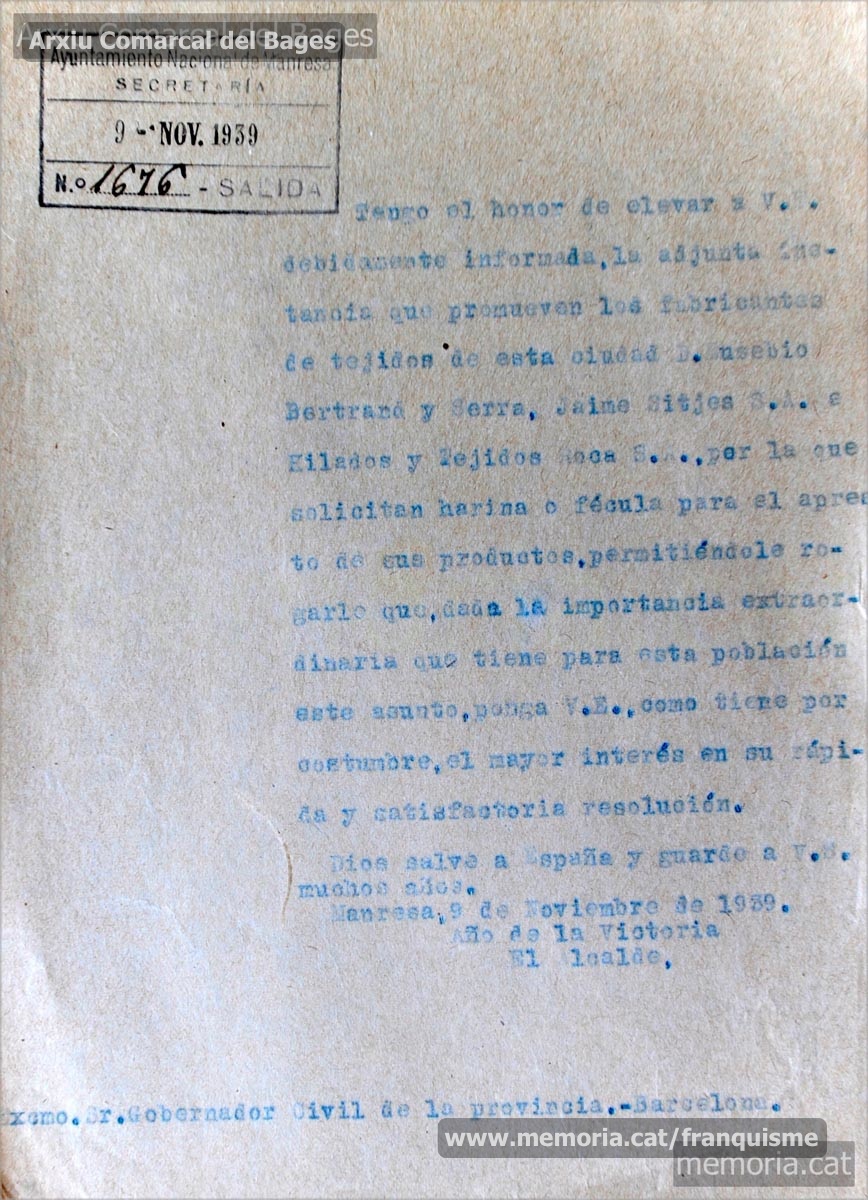 Arxiu Comarcal del Bages
Ayuntamiento Nacional de Manresa
SECRETARÍA
9 - NOV. 1939
N.o 1676 - SALIDA
Tengo el honor de elevar a V.E.
debidamente informada,la adjunta ins-
tancia que promueven los fabricantes
de tejidos de esta ciudad D.Eusebio
Bertrand y Serra, Jaime Sitjes S.A. e
Hilados y Tejidos Roca S.A.,por la que
solicitan harina o fécula para el apres
to de sus productos,permitiéndole ro-
garle que,dada la importancia extraor-
dinaria que tiene para esta población
este asunto,ponga V.E.,como tiene por
costumbre,el mayor interés en su rápi-
da y satisfactoria resolución.
Dios salve a España y guarde a V.E.
muchos años.
Manresa,9 de Noviembre de 1939.
Año de la Victoria
El Alcalde,
Excmo.Sr.Gobernador Civil de la provincia.-Barcelona.
www.memoria.cat/franquisme
memoria.cat